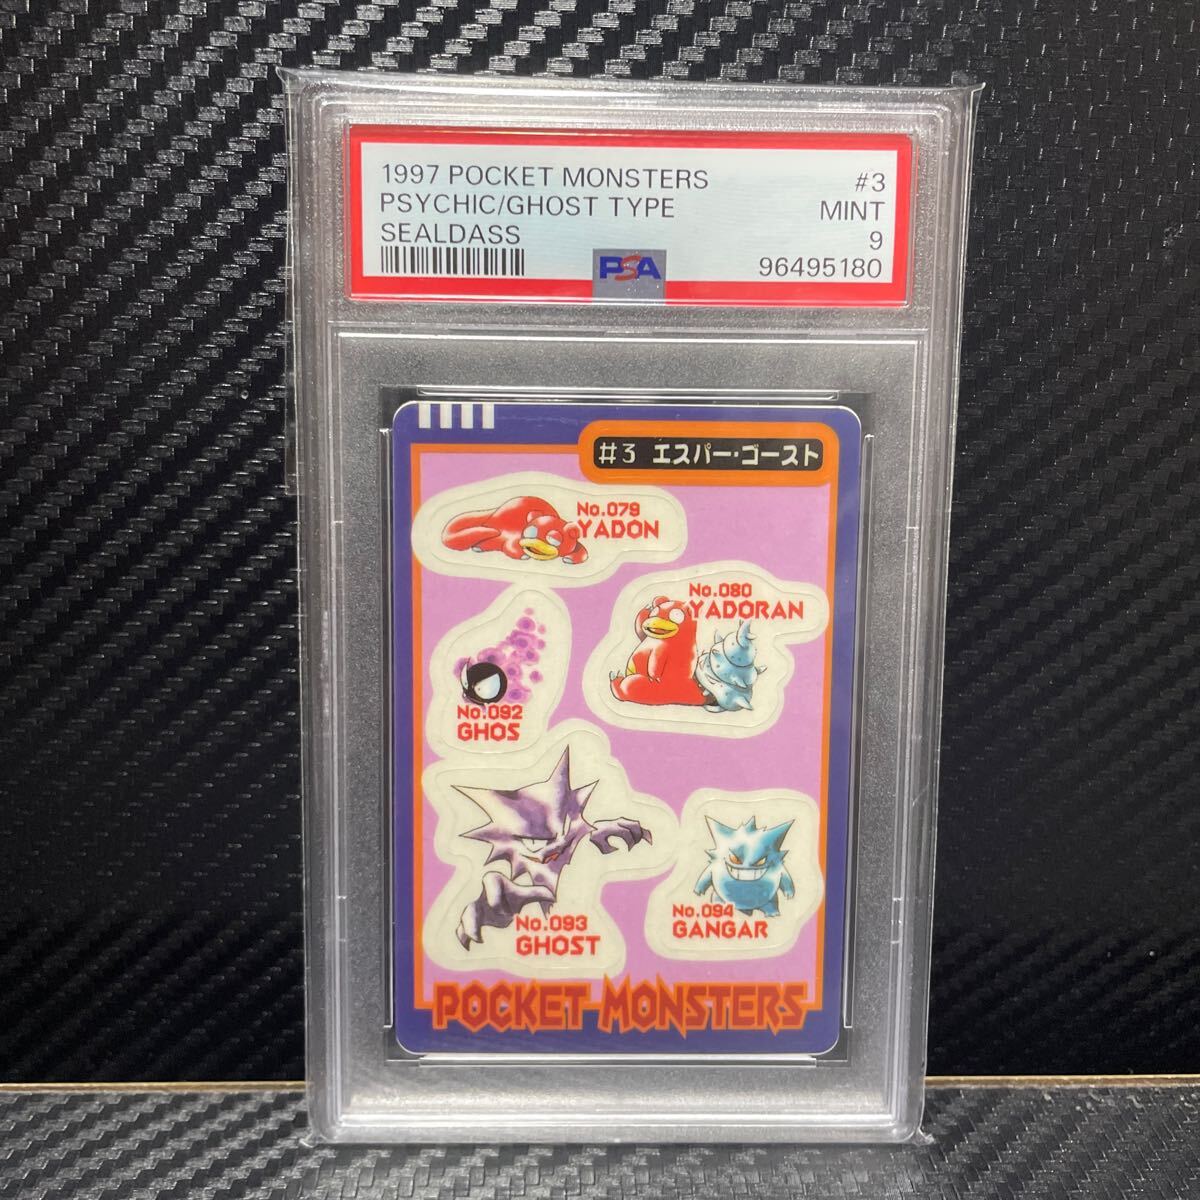 1997 POCKET MONSTERS #3
PSYCHIC/GHOST TYPE MINT
SEALDASS 9
PSA 96495180
#3 エスパー・ゴースト
No.079
YADON
No.080
YADORAN
No.092
GHOS
No.093
GHOST
No.094
GANGAR
POCKET MONSTERS